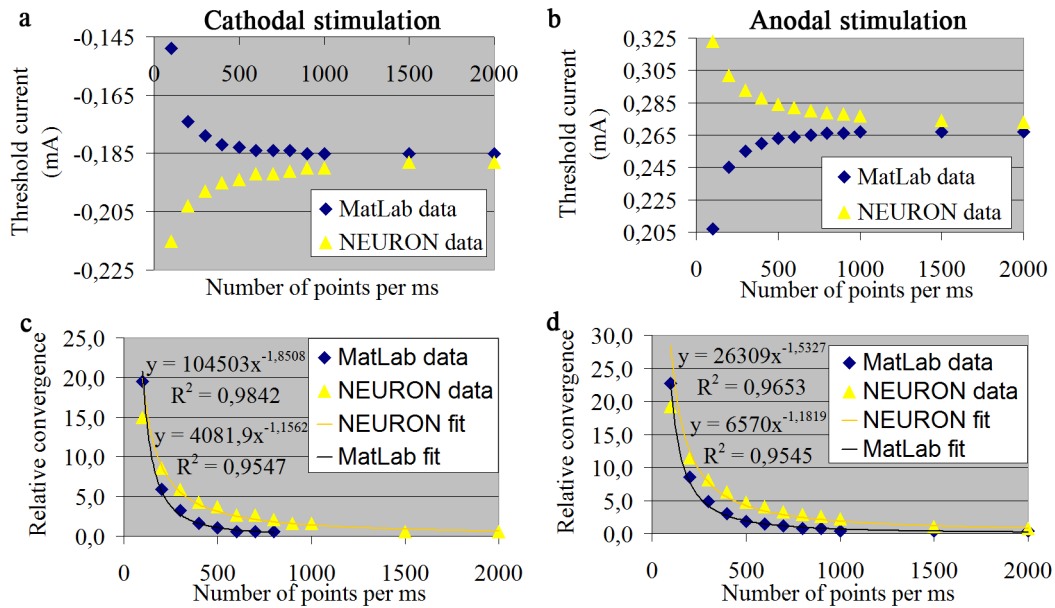 a
Cathodal stimulation
-0,145
-0,165
-0,185
-0,205
-0,225
0
500
1000
1500
2000
Threshold current
(mA)
MatLab data
NEURON data
Number of points per ms
b
Anodal stimulation
0,325
0,305
0,285
0,265
0,245
0,225
0,205
Threshold current
(mA)
MatLab data
NEURON data
0
500
1000
1500
2000
Number of points per ms
c
25,0
20,0
15,0
10,0
5,0
0,0
Relative convergence
y = 104503x^-1,8508
R² = 0,9842
y = 4081,9x^-1,1562
R² = 0,9547
MatLab data
NEURON data
NEURON fit
MatLab fit
0
500
1000
1500
2000
Number of points per ms
d
30,0
25,0
20,0
15,0
10,0
5,0
0,0
Relative convergence
y = 26309x^-1,5327
R² = 0,9653
y = 6570x^-1,1819
R² = 0,9545
MatLab data
NEURON data
NEURON fit
MatLab fit
0
500
1000
1500
2000
Number of points per ms